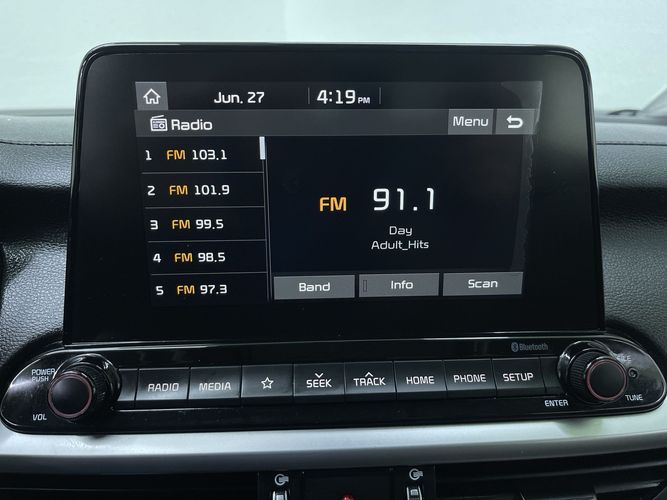 Jun. 27 4:19 PM
Radio Menu
1 FM 103.1
2 FM 101.9
3 FM 99.5
4 FM 98.5
5 FM 97.3
FM 91.1
Day
Adult_Hits
Band Info Scan
Bluetooth
POWER
PUSH
VOL
RADIO MEDIA SEEK TRACK HOME PHONE SETUP
ENTER
TUNE